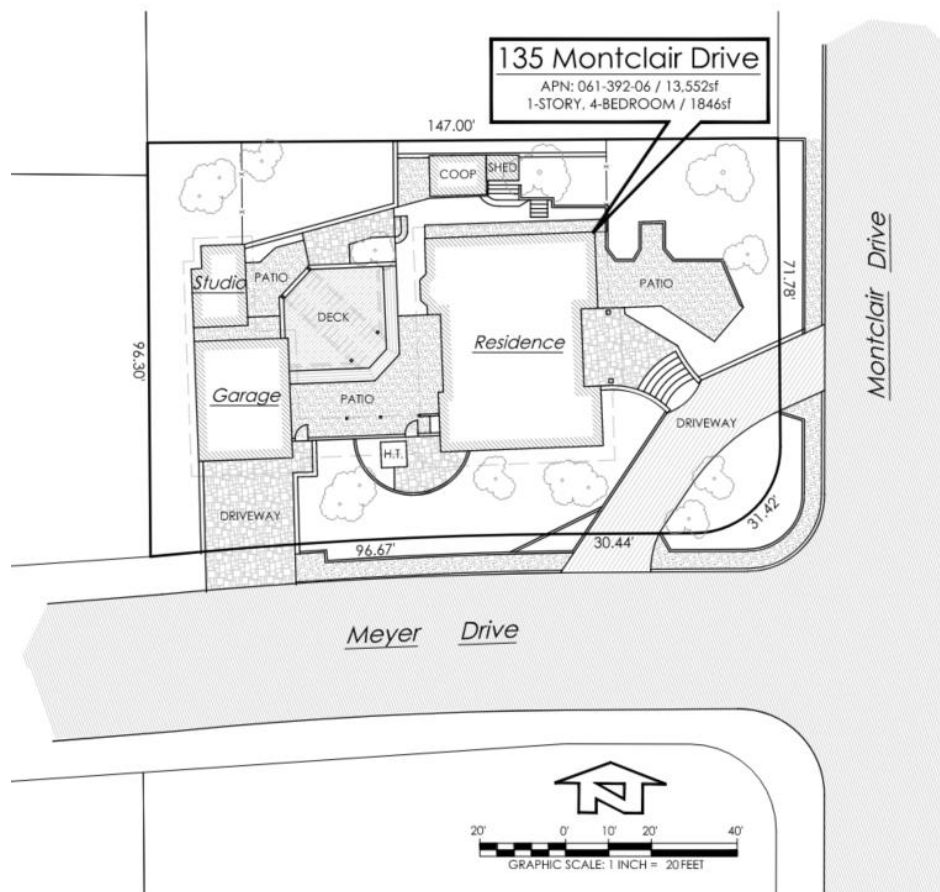 135 Montclair Drive
APN: 061-392-06 / 13,552sf
1-STORY, 4-BEDROOM / 1846sf
147.00'
COOP
SHED
Studio
PATIO
DECK
PATIO
71.78'
Montclair Drive
96.30'
Residence
Garage
PATIO
DRIVEWAY
H.T.
DRIVEWAY
31.42'
96.67'
30.44'
Meyer Drive
N
20' 0' 10' 20' 40'
GRAPHIC SCALE: 1 INCH = 20 FEET